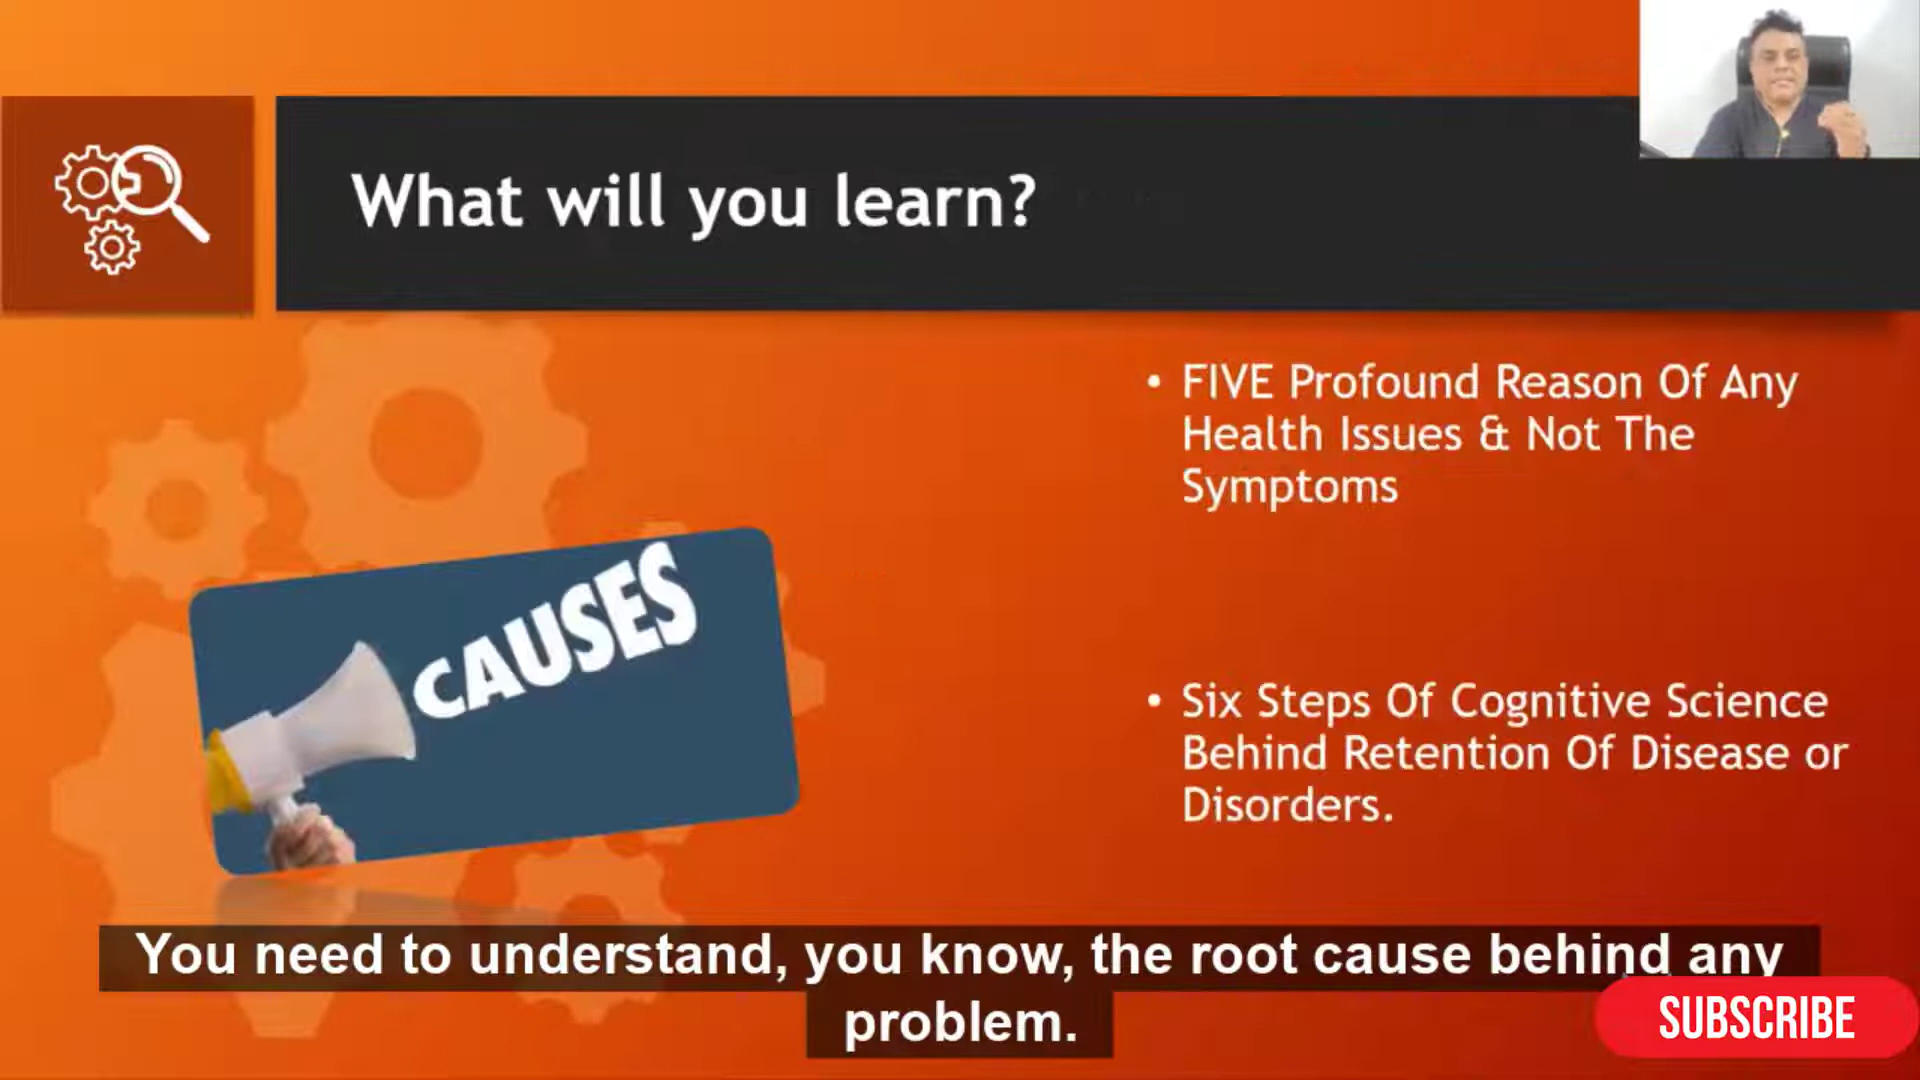 What will you learn?
• FIVE Profound Reason Of Any
Health Issues & Not The
Symptoms
CAUSES
• Six Steps Of Cognitive Science
Behind Retention Of Disease or
Disorders.
You need to understand, you know, the root cause behind any
problem.
SUBSCRIBE